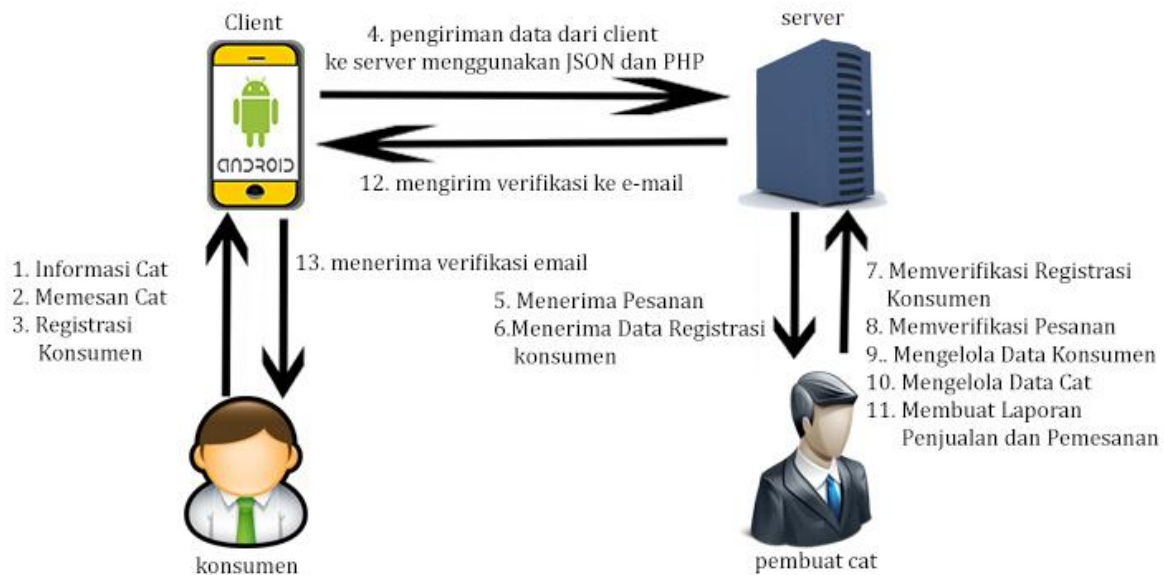 Client
server
4. pengiriman data dari client
ke server menggunakan JSON dan PHP
ANDROID
12. mengirim verifikasi ke e-mail
1. Informasi Cat
2. Memesan Cat
3. Registrasi
Konsumen
13. menerima verifikasi email
5. Menerima Pesanan
6.Menerima Data Registrasi
konsumen
7. Memverifikasi Registrasi
Konsumen
8. Memverifikasi Pesanan
9.. Mengelola Data Konsumen
10. Mengelola Data Cat
11. Membuat Laporan
Penjualan dan Pemesanan
konsumen
pembuat cat